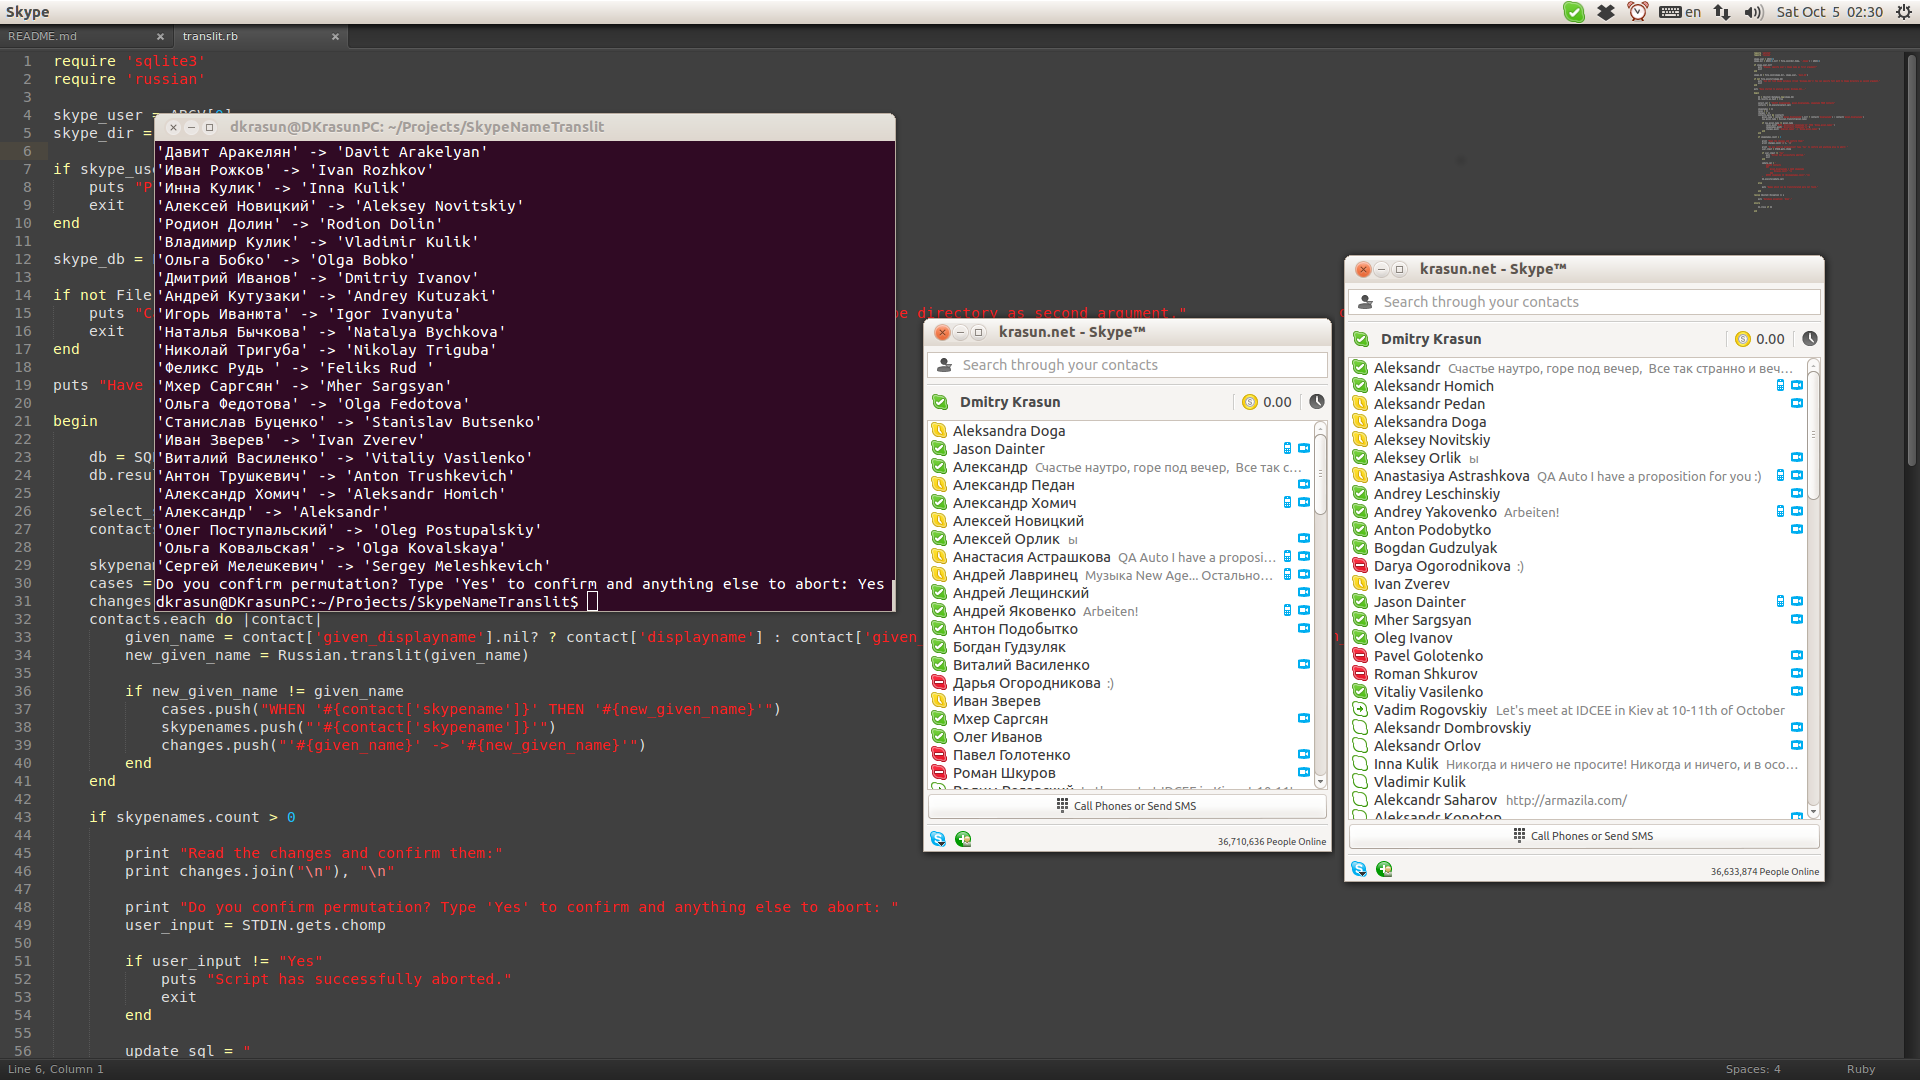 Skype
en
Sat Oct 5 02:30
README.md
translit.rb
1 require 'sqlite3'
2 require 'russian'
3
4 skype_user =
5 skype_dir =
6
7 if skype_use
8 puts "P
9 exit
10 end
11
12 skype_db =
13
14 if not File
15 puts "C
e directory as second argument."
16 exit
17 end
18
19 puts "Have
20
21 begin
22
23 db = SQ
24 db.resu
25
26 select_
27 contact
28
29 skypena
30 cases =
31 changes
32 contacts.each do |contact|
33 given_name = contact['given_displayname'].nil? ? contact['displayname'] : contact['given_
34 new_given_name = Russian.translit(given_name)
35
36 if new_given_name != given_name
37 cases.push("WHEN '#{contact['skypename']}' THEN '#{new_given_name}'")
38 skypenames.push("'#{contact['skypename']}'")
39 changes.push("'#{given_name}' -> '#{new_given_name}'")
40 end
41 end
42
43 if skypenames.count > 0
44
45 print "Read the changes and confirm them:"
46 print changes.join("\n"), "\n"
47
48 print "Do you confirm permutation? Type 'Yes' to confirm and anything else to abort: "
49 user_input = STDIN.gets.chomp
50
51 if user_input != "Yes"
52 puts "Script has successfully aborted."
53 exit
54 end
55
56 update_sql = "
Line 6, Column 1
Spaces: 4
Ruby
dkrasun@DKrasunPC: ~/Projects/SkypeNameTranslit
'Давит Аракелян' -> 'Davit Arakelyan'
'Иван Рожков' -> 'Ivan Rozhkov'
'Инна Кулик' -> 'Inna Kulik'
'Алексей Новицкий' -> 'Aleksey Novitskiy'
'Родион Долин' -> 'Rodion Dolin'
'Владимир Кулик' -> 'Vladimir Kulik'
'Ольга Бобко' -> 'Olga Bobko'
'Дмитрий Иванов' -> 'Dmitriy Ivanov'
'Андрей Кутузаки' -> 'Andrey Kutuzaki'
'Игорь Иванюта' -> 'Igor Ivanyuta'
'Наталья Бычкова' -> 'Natalya Bychkova'
'Николай Тригуба' -> 'Nikolay Triguba'
'Феликс Рудь ' -> 'Feliks Rud '
'Мхер Саргсян' -> 'Mher Sargsyan'
'Ольга Федотова' -> 'Olga Fedotova'
'Станислав Буценко' -> 'Stanislav Butsenko'
'Иван Зверев' -> 'Ivan Zverev'
'Виталий Василенко' -> 'Vitaliy Vasilenko'
'Антон Трушкевич' -> 'Anton Trushkevich'
'Александр Хомич' -> 'Aleksandr Homich'
'Александр' -> 'Aleksandr'
'Олег Поступальский' -> 'Oleg Postupalskiy'
'Ольга Ковальская' -> 'Olga Kovalskaya'
'Сергей Мелешкевич' -> 'Sergey Meleshkevich'
Do you confirm permutation? Type 'Yes' to confirm and anything else to abort: Yes
dkrasun@DKrasunPC:~/Projects/SkypeNameTranslit$
krasun.net - Skype™
Search through your contacts
Dmitry Krasun
0.00
Aleksandra Doga
Jason Dainter
Александр Счастье наутро, горе под вечер, Все так с...
Александр Педан
Александр Хомич
Алексей Новицкий
Алексей Орлик ы
Анастасия Астрашкова QA Auto I have a proposi...
Андрей Лавринец Музыка New Age... Остально...
Андрей Лещинский
Андрей Яковенко Arbeiten!
Антон Подобытко
Богдан Гудзуляк
Виталий Василенко
Дарья Огородникова :)
Иван Зверев
Мхер Саргсян
Олег Иванов
Павел Голотенко
Роман Шкуров
Call Phones or Send SMS
36,710,636 People Online
krasun.net - Skype™
Search through your contacts
Dmitry Krasun
0.00
Aleksandr Счастье наутро, горе под вечер, Все так странно и веч...
Aleksandr Homich
Aleksandr Pedan
Aleksandra Doga
Aleksey Novitskiy
Aleksey Orlik ы
Anastasiya Astrashkova QA Auto I have a proposition for you :)
Andrey Leschinskiy
Andrey Yakovenko Arbeiten!
Anton Podobytko
Bogdan Gudzulyak
Darya Ogorodnikova :)
Ivan Zverev
Jason Dainter
Mher Sargsyan
Oleg Ivanov
Pavel Golotenko
Roman Shkurov
Vitaliy Vasilenko
Vadim Rogovskiy Let's meet at IDCEE in Kiev at 10-11th of October
Aleksandr Dombrovskiy
Aleksandr Orlov
Inna Kulik Никогда и ничего не просите! Никогда и ничего, и в осо...
Vladimir Kulik
Alekcandr Saharov http://armazila.com/
Aleksandr Konotop
Call Phones or Send SMS
36,633,874 People Online